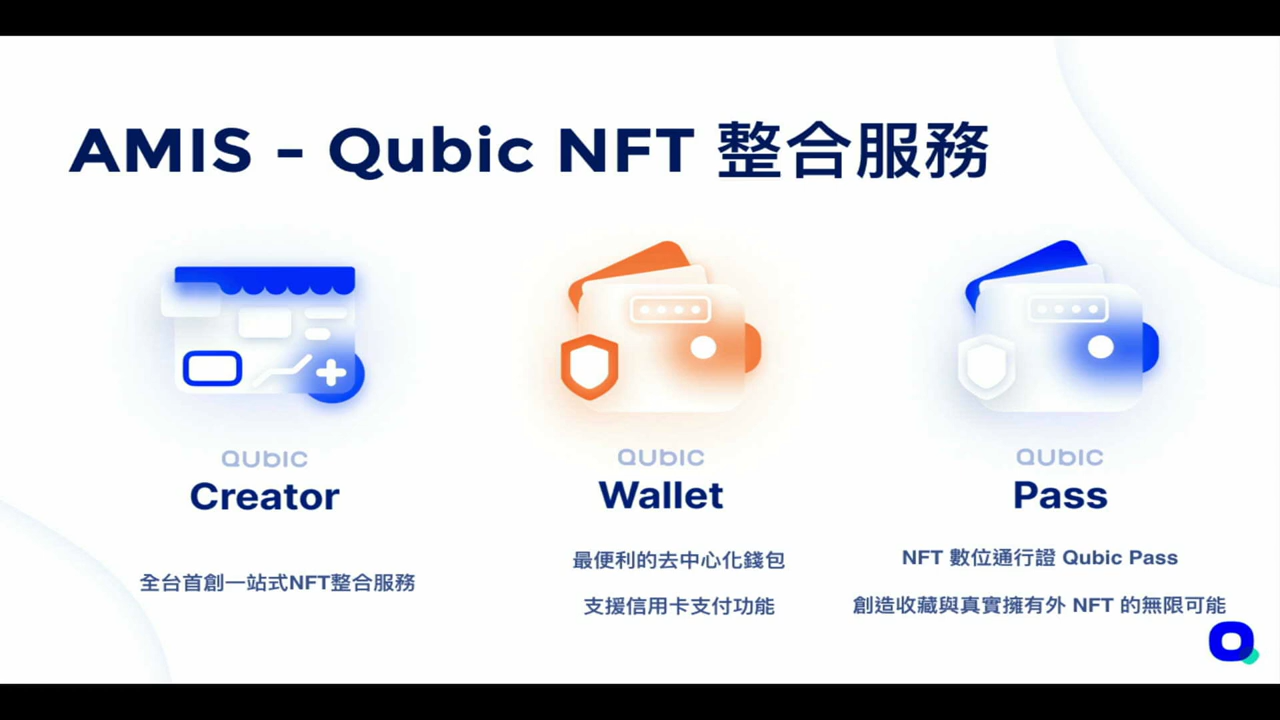 AMIS - Qubic NFT 整合服務
QUBIC
Creator
全台首創一站式NFT整合服務
QUBIC
Wallet
最便利的去中心化錢包
支援信用卡支付功能
QUBIC
Pass
NFT 數位通行證 Qubic Pass
創造收藏與真實擁有外 NFT 的無限可能